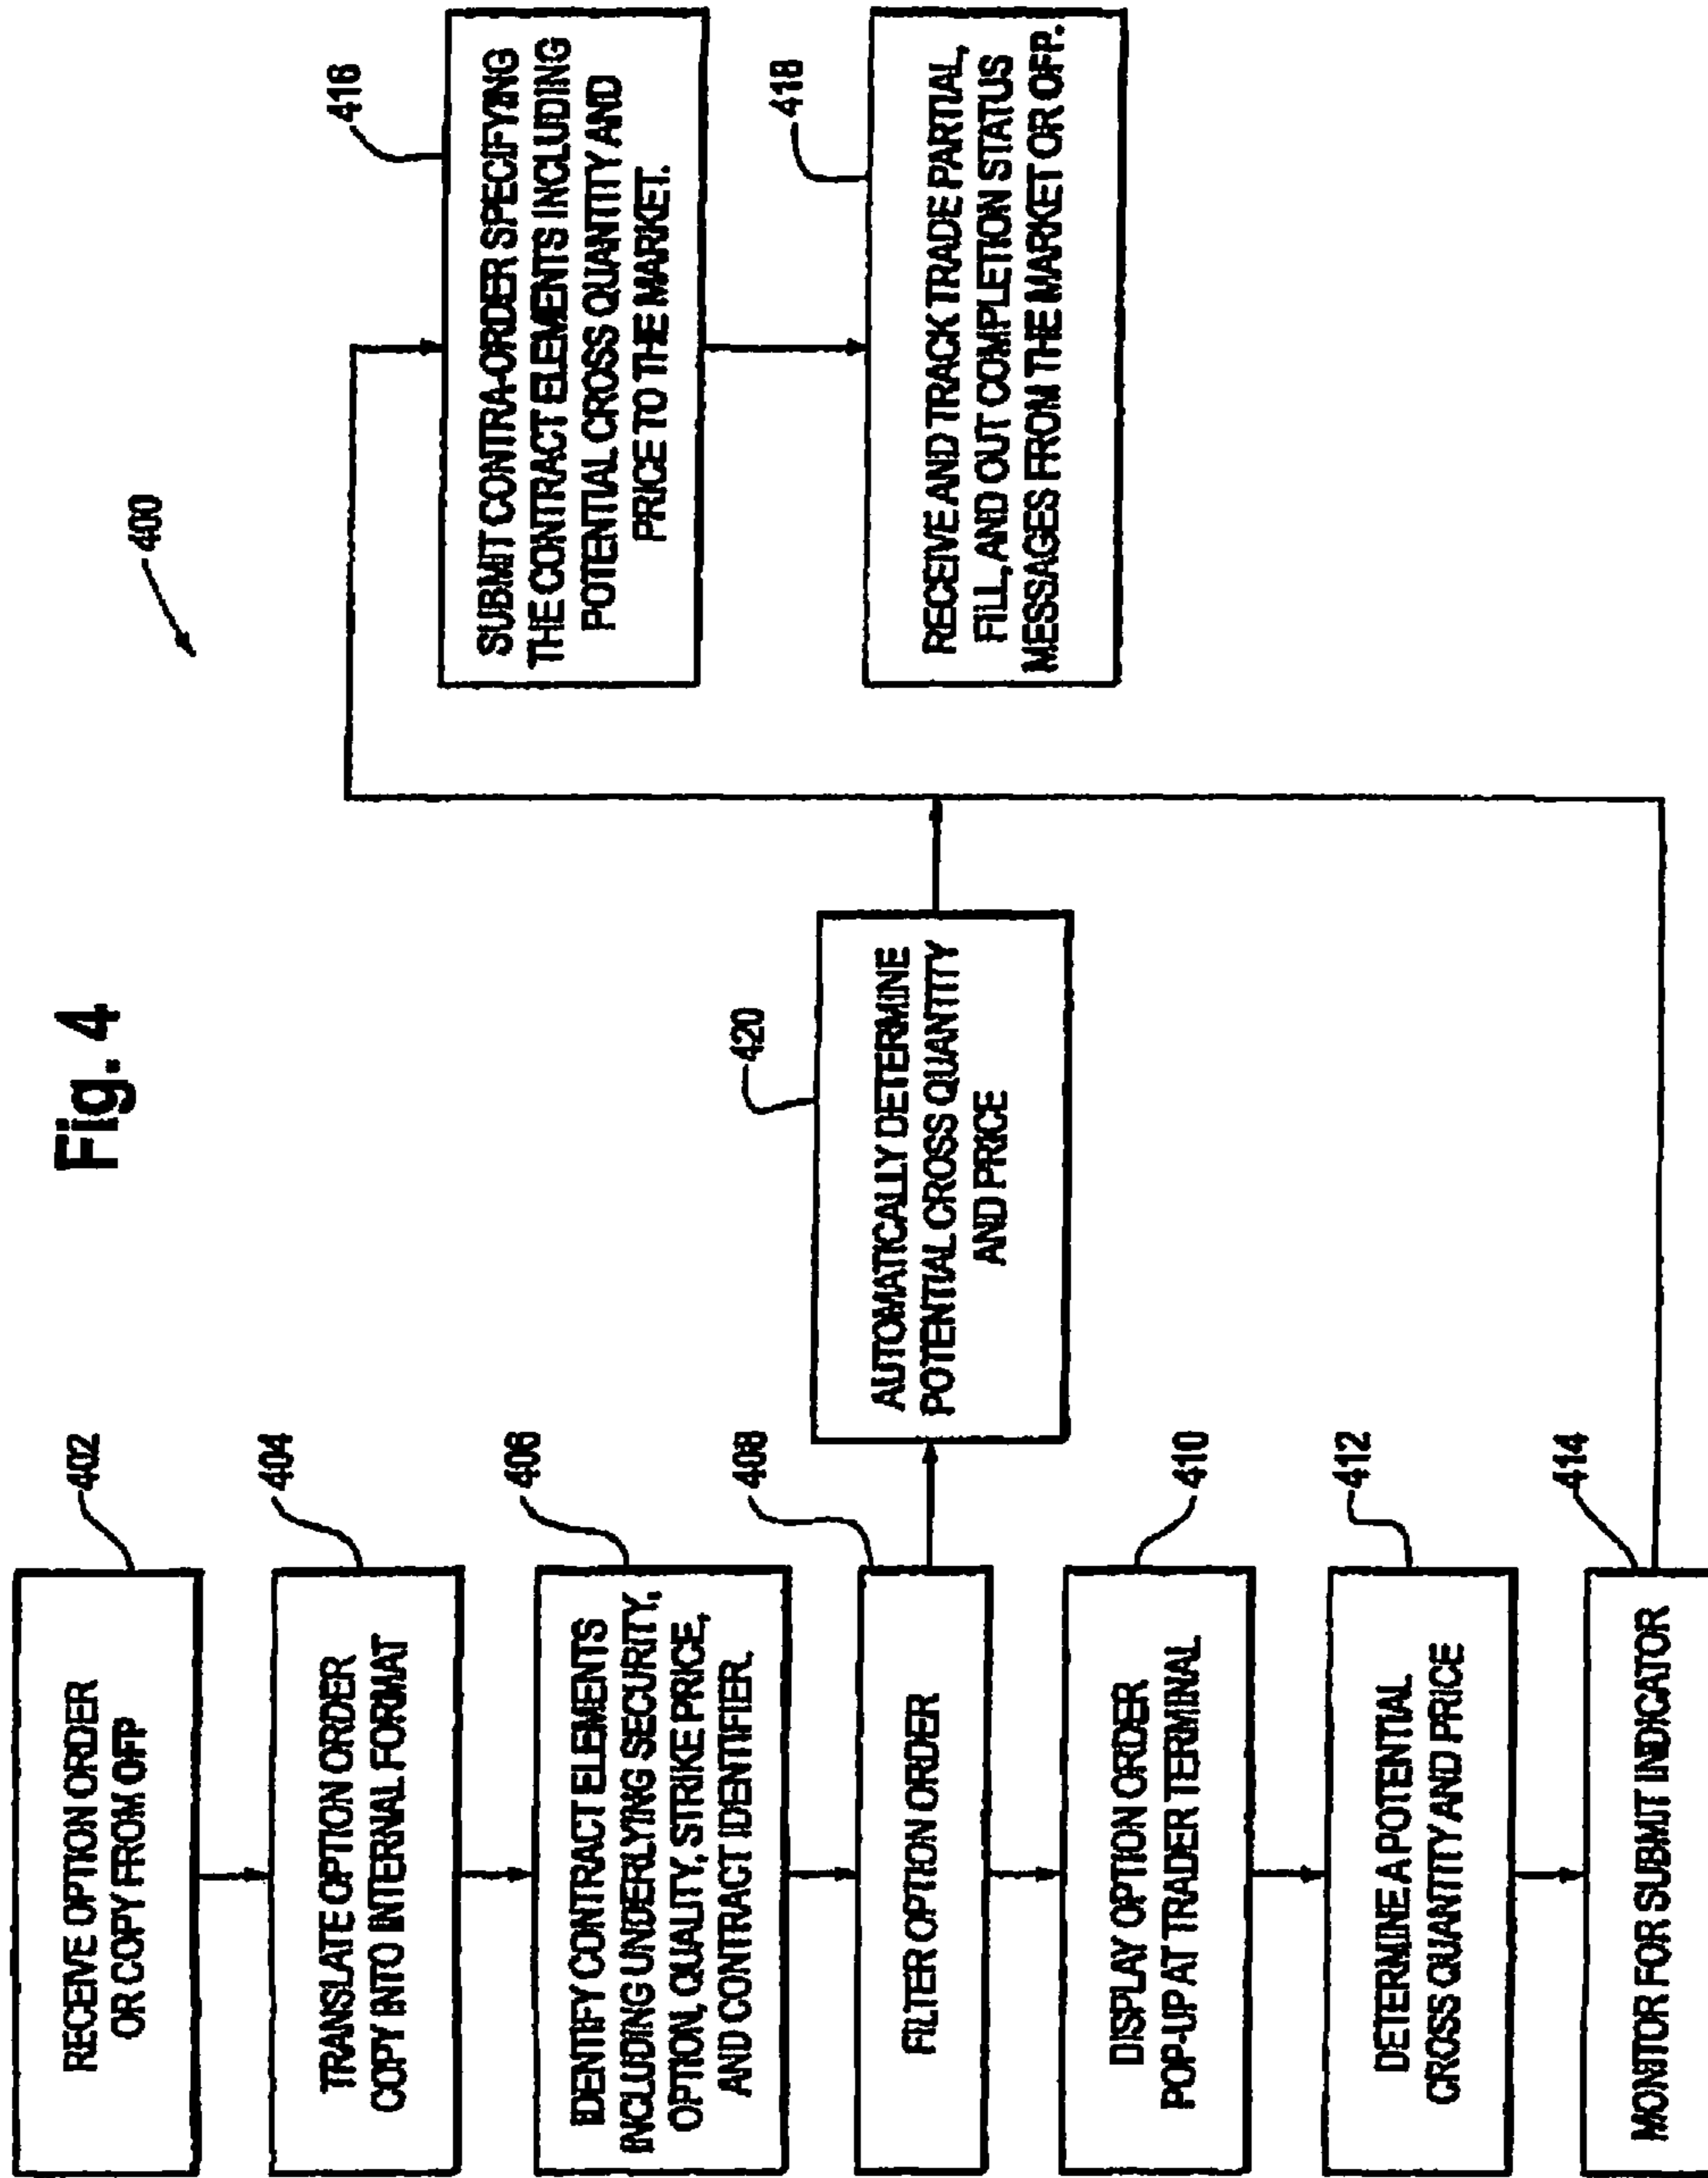 Fig. 4
400
RECEIVE OPTION ORDER
OR COPY FROM OFP
402
TRANSLATE OPTION ORDER
COPY INTO INTERNAL FORMAT
404
IDENTIFY CONTRACT ELEMENTS
INCLUDING UNDERLYING SECURITY,
OPTION, QUALITY, STRIKE PRICE,
AND CONTRACT IDENTIFIER.
406
FILTER OPTION ORDER
408
DISPLAY OPTION ORDER
POP-UP AT TRADER TERMINAL
410
DETERMINE A POTENTIAL
CROSS QUANTITY AND PRICE
412
MONITOR FOR SUBMIT INDICATOR
414
AUTOMATICALLY DETERMINE
POTENTIAL CROSS QUANTITY
AND PRICE
420
SUBMIT CONTRA-ORDER SPECIFYING
THE CONTRACT ELEMENTS INCLUDING
POTENTIAL CROSS QUANTITY AND
PRICE TO THE MARKET.
416
RECEIVE AND TRACK TRADE PARTIAL,
FILL, AND OUT COMPLETION STATUS
MESSAGES FROM THE MARKET OR OFP.
418